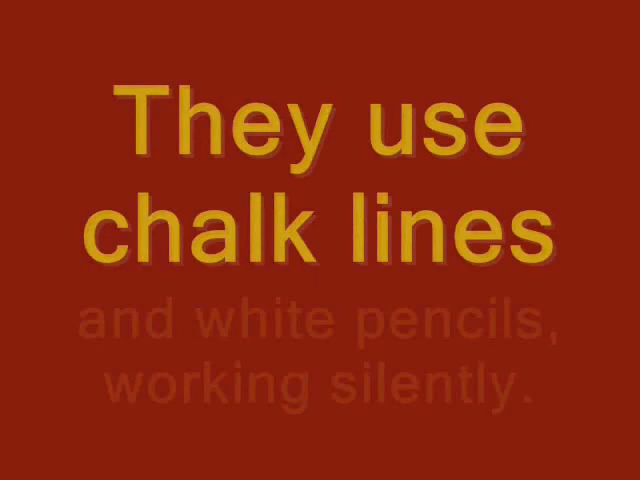 They use
chalk lines
and white pencils,
working silently.